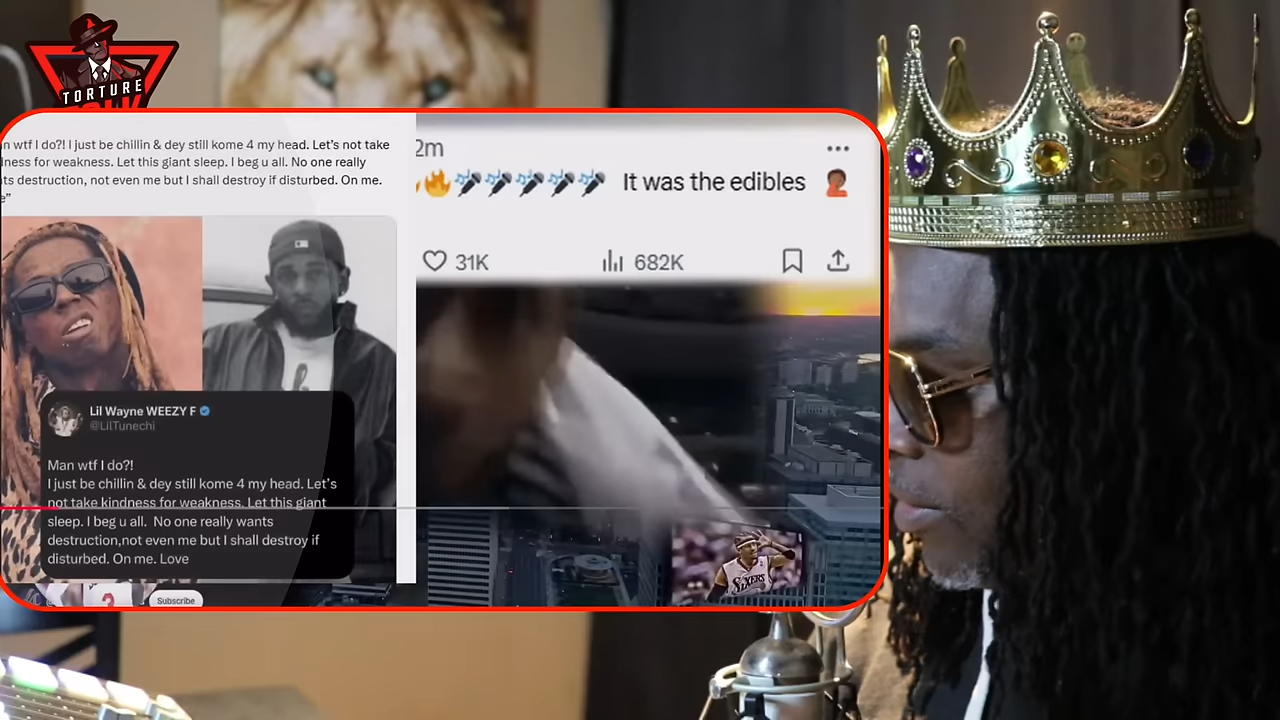 TORTURE
TALK
n wtf I do?! I just be chillin & dey still kome 4 my head. Let's not take
ness for weakness. Let this giant sleep. I beg u all. No one really
ts destruction, not even me but I shall destroy if disturbed. On me.
e"
2m
It was the edibles
31K
682K
Lil Wayne WEEZY F
@LilTunechi
Man wtf I do?!
I just be chillin & dey still kome 4 my head. Let's
not take kindness for weakness. Let this giant
sleep. I beg u all. No one really wants
destruction,not even me but I shall destroy if
disturbed. On me. Love
SIXERS
3
Subscribe